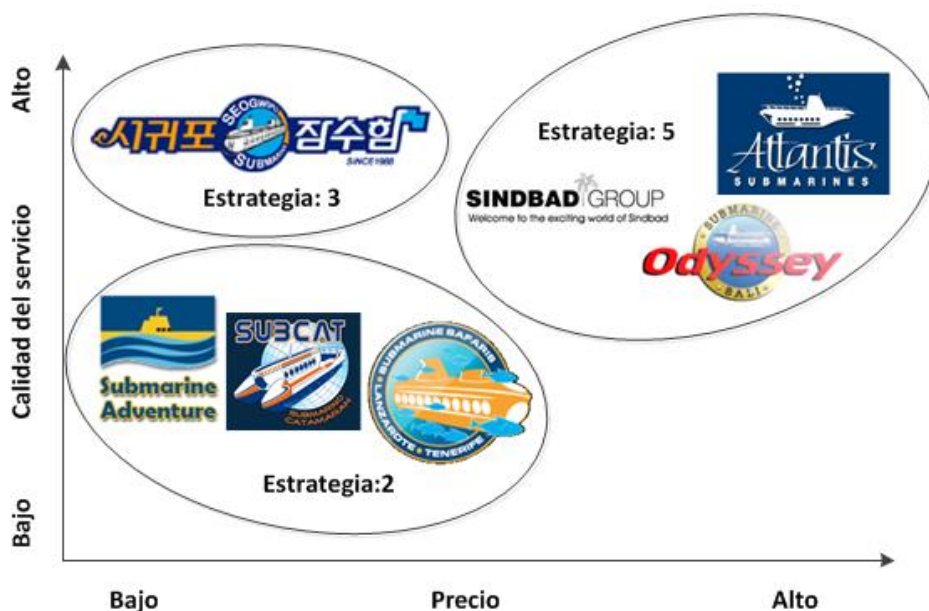 Alto
Calidad del servicio
Bajo
시귀포
SEOGWIPO
SUBMARINE
잠수함
SINCE 1988
Estrategia: 3
Estrategia: 5
Atlantis
SUBMARINES
SINDBAD GROUP
Welcome to the exciting world of Sindbad
SUBMARINE
Odyssey
BALI
Submarine
Adventure
SUBCAT
SUBMARINO
CATAMARAN
SUBMARINE SAFARIS
LANZAROTE • TENERIFE
Estrategia:2
Bajo
Precio
Alto